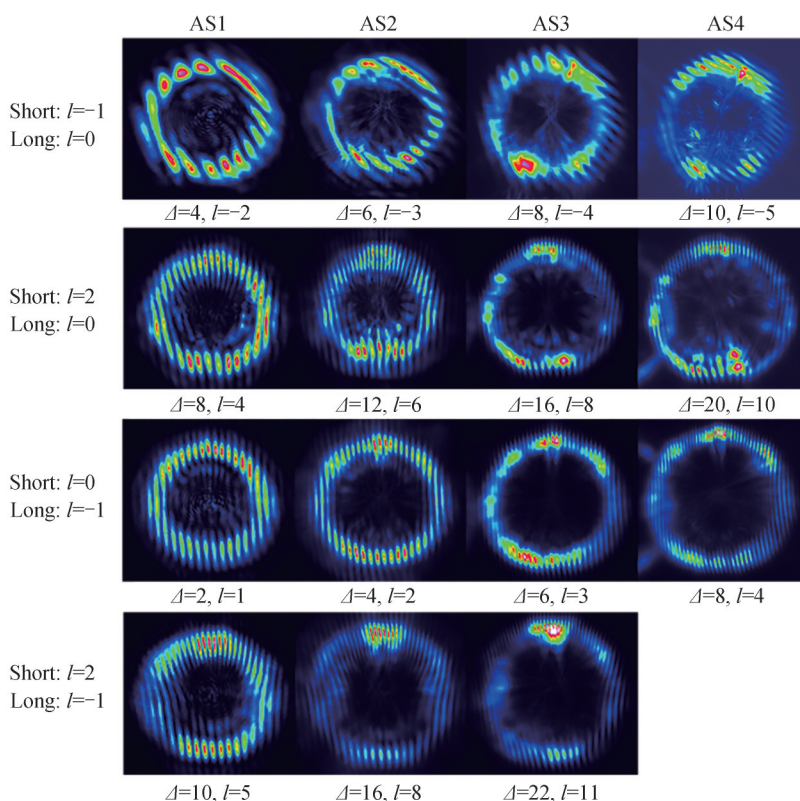 AS1 AS2 AS3 AS4
Short: l=−1
Long: l=0
Δ=4, l=−2 Δ=6, l=−3 Δ=8, l=−4 Δ=10, l=−5
Short: l=2
Long: l=0
Δ=8, l=4 Δ=12, l=6 Δ=16, l=8 Δ=20, l=10
Short: l=0
Long: l=−1
Δ=2, l=1 Δ=4, l=2 Δ=6, l=3 Δ=8, l=4
Short: l=2
Long: l=−1
Δ=10, l=5 Δ=16, l=8 Δ=22, l=11